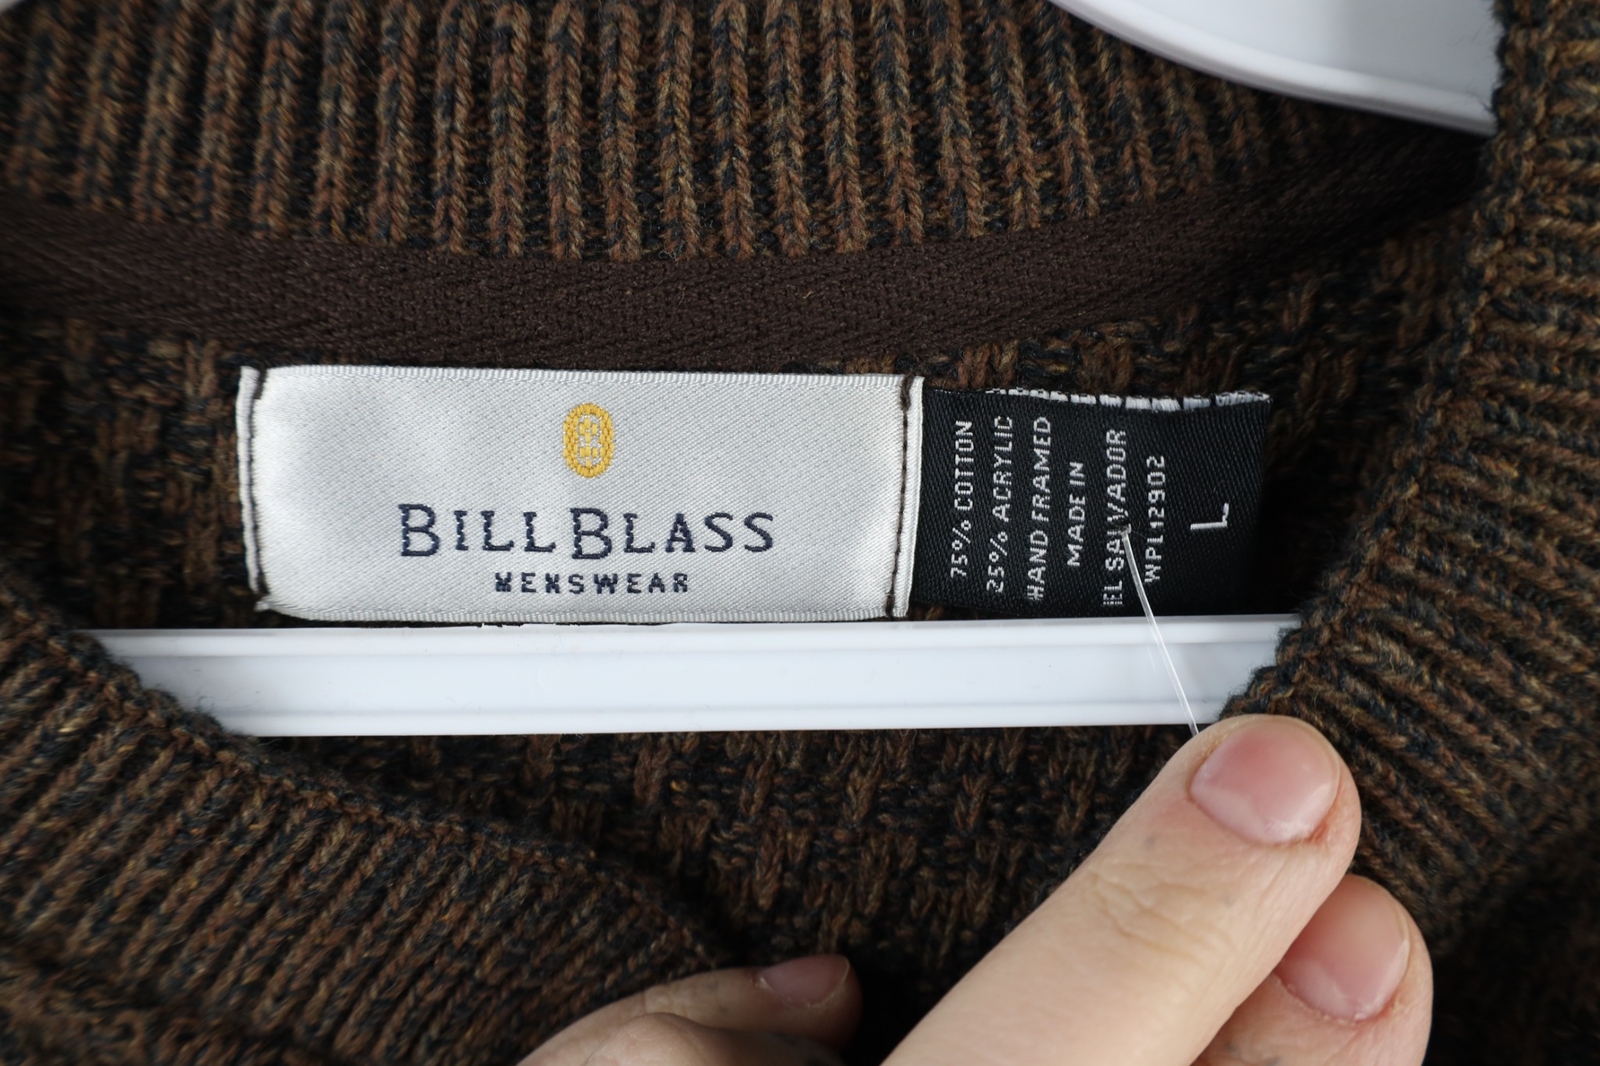 BILL BLASS
MENSWEAR
75% COTTON
25% ACRYLIC
HAND FRAMED
MADE IN
EL SALVADOR
WPL12902
L